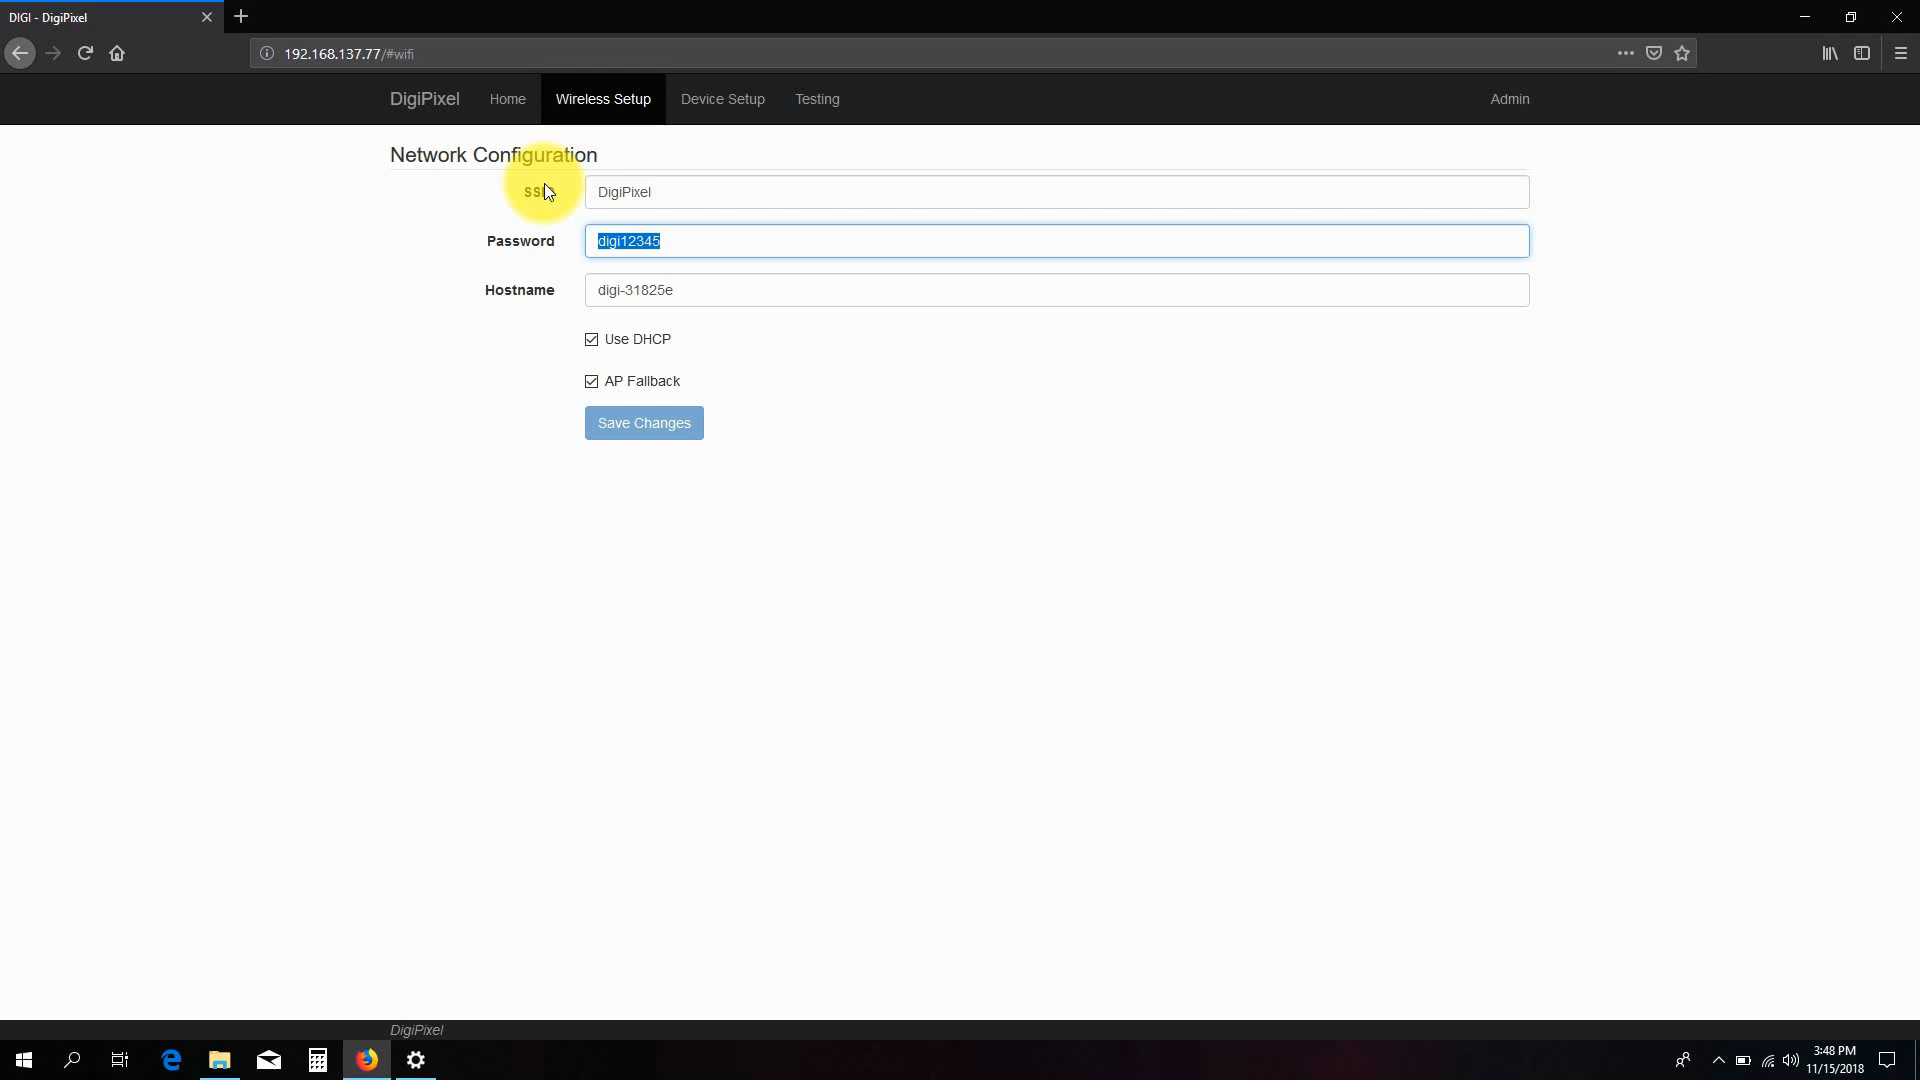 DIGI - DigiPixel
192.168.137.77/#wifi
DigiPixel Home Wireless Setup Device Setup Testing Admin
Network Configuration
DigiPixel
Password digi12345
Hostname digi-31825e
Use DHCP
AP Fallback
Save Changes
DigiPixel
3:48 PM
11/15/2018